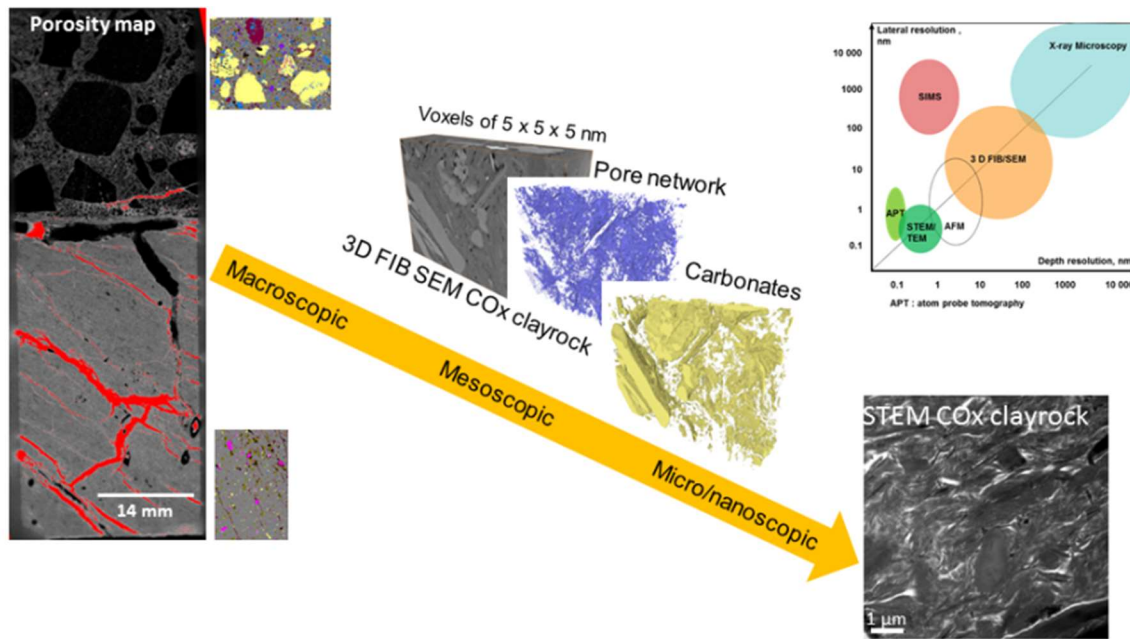 Porosity map
14 mm
Voxels of 5 x 5 x 5 nm
Pore network
Carbonates
3D FIB SEM COx clayrock
Macroscopic
Mesoscopic
Micro/nanoscopic
Lateral resolution ,
nm
10 000
1000
100
10
1
0.1
X-ray Microscopy
SIMS
3 D FIB/SEM
APT
STEM/
TEM
AFM
Depth resolution, nm
0.1 1 10 100 1000 10 000
APT : atom probe tomography
STEM COx clayrock
1 µm